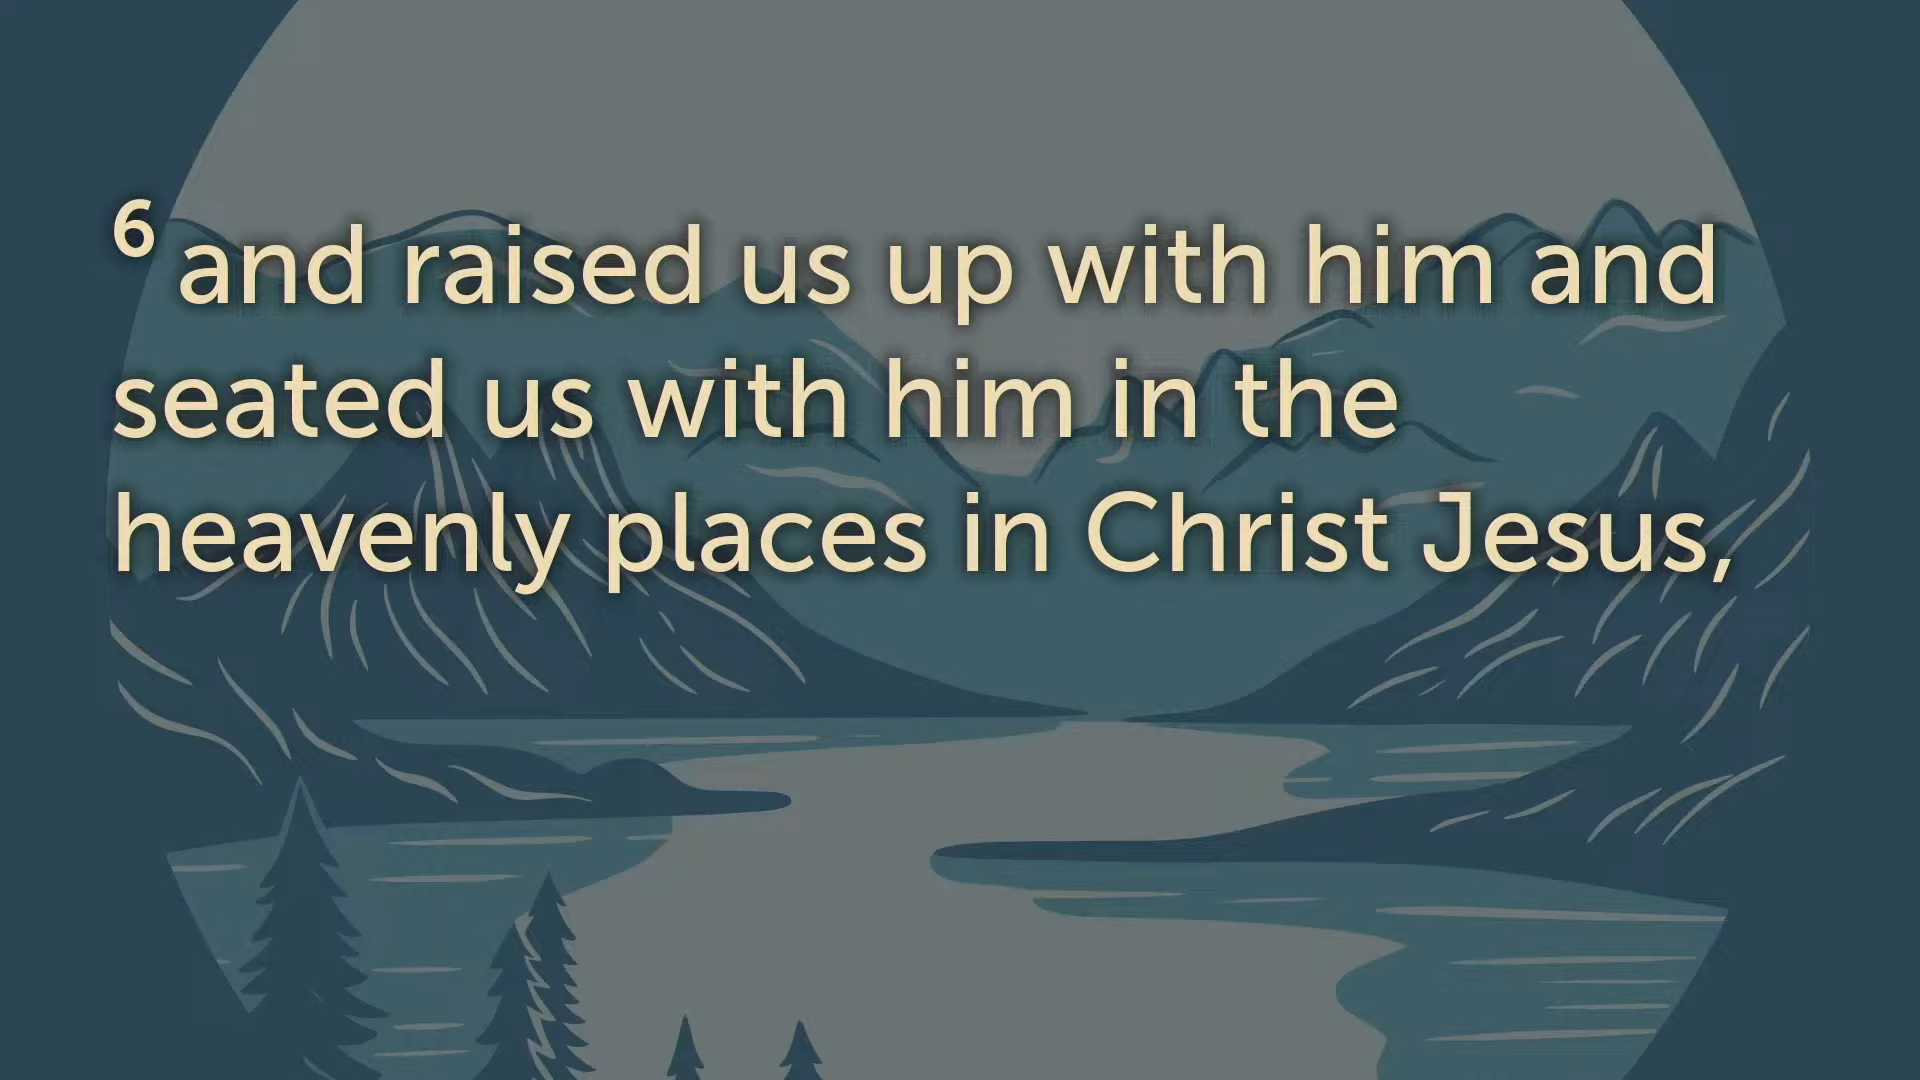 6 and raised us up with him and
seated us with him in the
heavenly places in Christ Jesus,